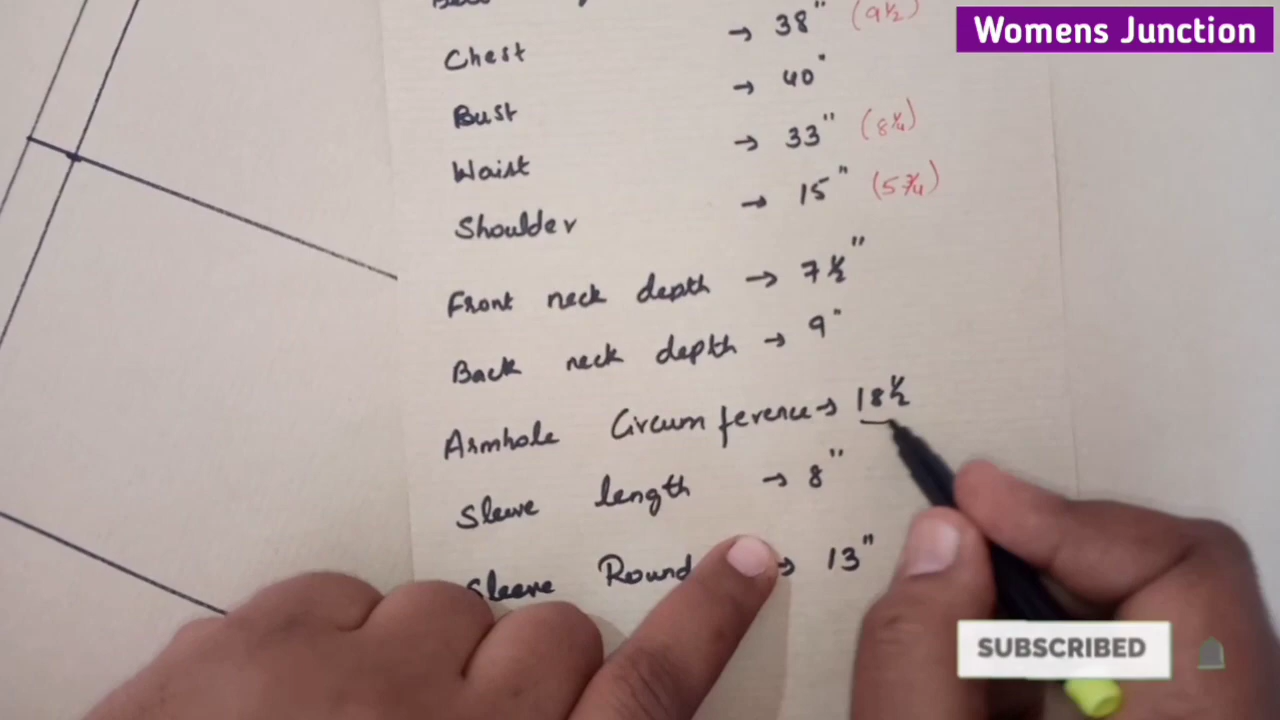 Womens Junction
Chest → 38" (9½)
Bust → 40"
Waist → 33" (8¼)
Shoulder → 15" (5¾)
Front neck depth → 7½"
Back neck depth → 9"
Armhole Circumference → 18½
Sleeve length → 8"
Sleeve Round → 13"
SUBSCRIBED